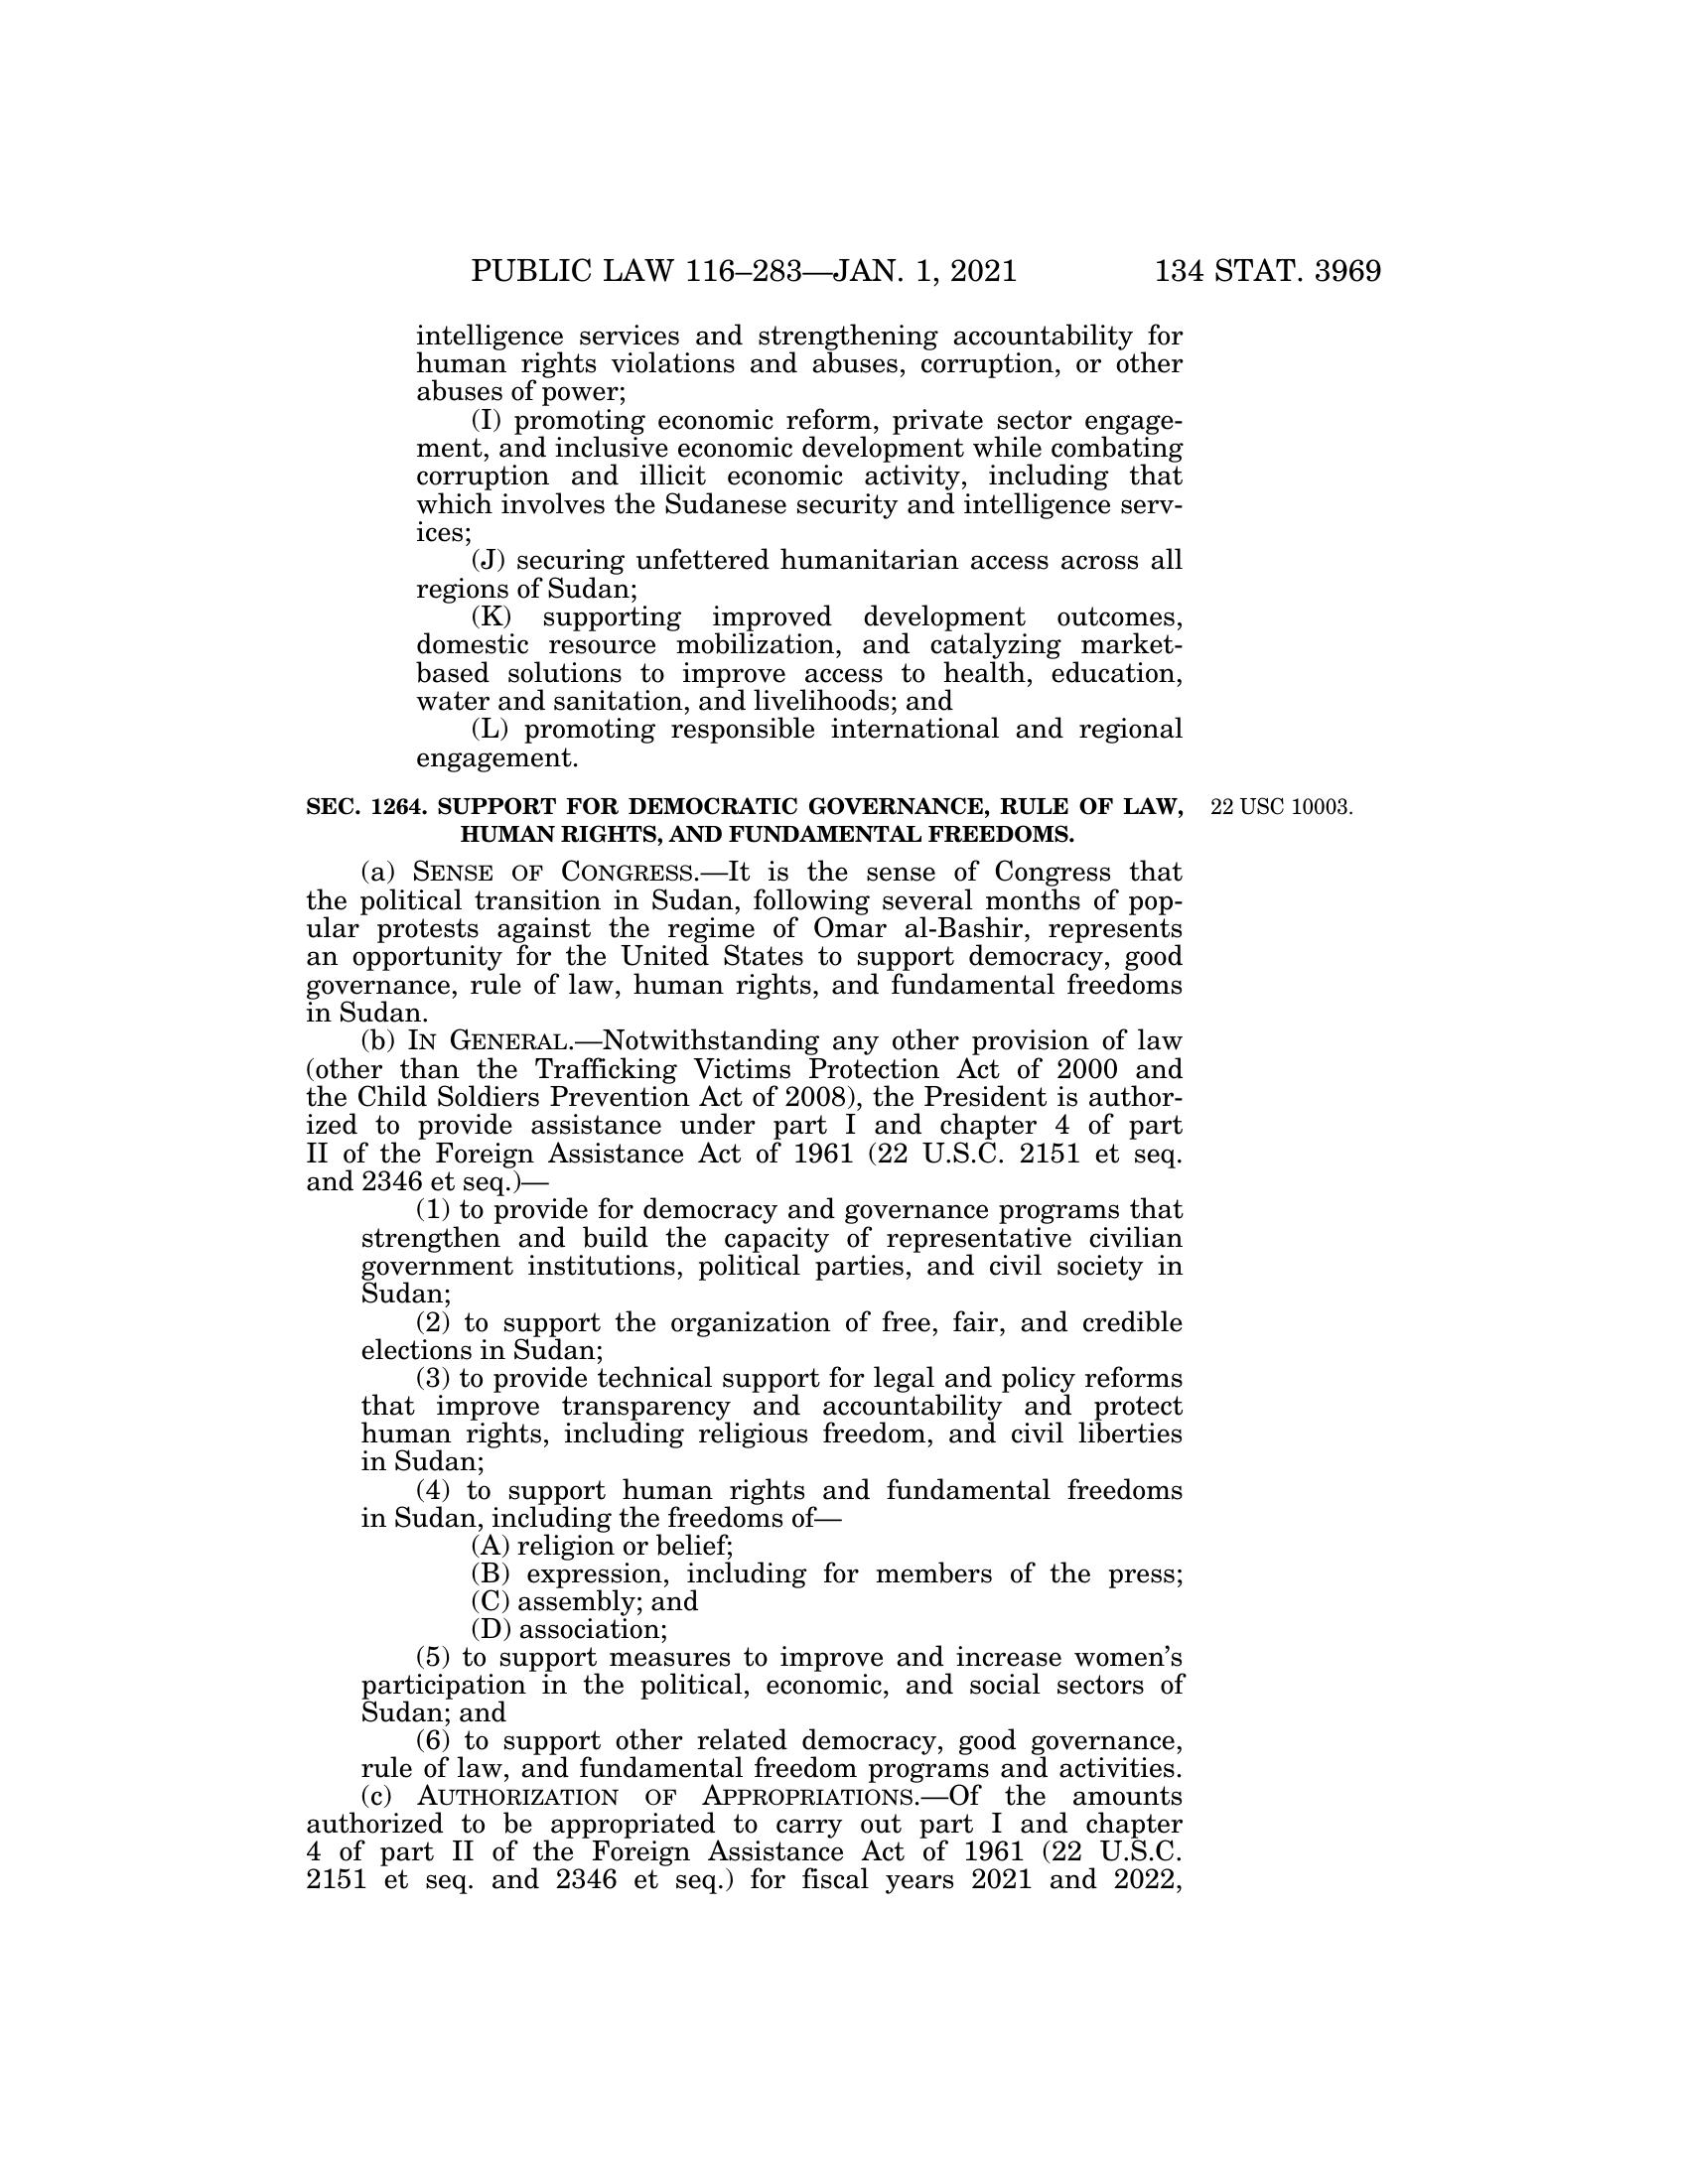 PUBLIC LAW 116–283—JAN. 1, 2021 134 STAT. 3969
intelligence services and strengthening accountability for
human rights violations and abuses, corruption, or other
abuses of power;
(I) promoting economic reform, private sector engage-
ment, and inclusive economic development while combating
corruption and illicit economic activity, including that
which involves the Sudanese security and intelligence serv-
ices;
(J) securing unfettered humanitarian access across all
regions of Sudan;
(K) supporting improved development outcomes,
domestic resource mobilization, and catalyzing market-
based solutions to improve access to health, education,
water and sanitation, and livelihoods; and
(L) promoting responsible international and regional
engagement.
SEC. 1264. SUPPORT FOR DEMOCRATIC GOVERNANCE, RULE OF LAW, 22 USC 10003.
HUMAN RIGHTS, AND FUNDAMENTAL FREEDOMS.
(a) SENSE OF CONGRESS.—It is the sense of Congress that
the political transition in Sudan, following several months of pop-
ular protests against the regime of Omar al-Bashir, represents
an opportunity for the United States to support democracy, good
governance, rule of law, human rights, and fundamental freedoms
in Sudan.
(b) IN GENERAL.—Notwithstanding any other provision of law
(other than the Trafficking Victims Protection Act of 2000 and
the Child Soldiers Prevention Act of 2008), the President is author-
ized to provide assistance under part I and chapter 4 of part
II of the Foreign Assistance Act of 1961 (22 U.S.C. 2151 et seq.
and 2346 et seq.)—
(1) to provide for democracy and governance programs that
strengthen and build the capacity of representative civilian
government institutions, political parties, and civil society in
Sudan;
(2) to support the organization of free, fair, and credible
elections in Sudan;
(3) to provide technical support for legal and policy reforms
that improve transparency and accountability and protect
human rights, including religious freedom, and civil liberties
in Sudan;
(4) to support human rights and fundamental freedoms
in Sudan, including the freedoms of—
(A) religion or belief;
(B) expression, including for members of the press;
(C) assembly; and
(D) association;
(5) to support measures to improve and increase women’s
participation in the political, economic, and social sectors of
Sudan; and
(6) to support other related democracy, good governance,
rule of law, and fundamental freedom programs and activities.
(c) AUTHORIZATION OF APPROPRIATIONS.—Of the amounts
authorized to be appropriated to carry out part I and chapter
4 of part II of the Foreign Assistance Act of 1961 (22 U.S.C.
2151 et seq. and 2346 et seq.) for fiscal years 2021 and 2022,